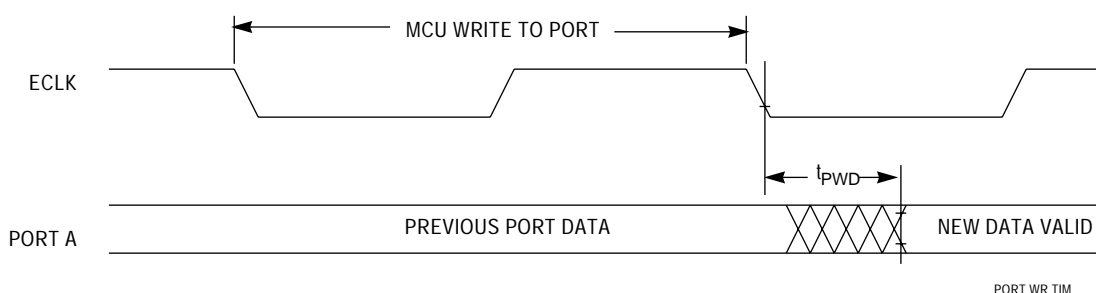 MCU WRITE TO PORT
ECLK
tPWD
PREVIOUS PORT DATA
NEW DATA VALID
PORT A
PORT WR TIM